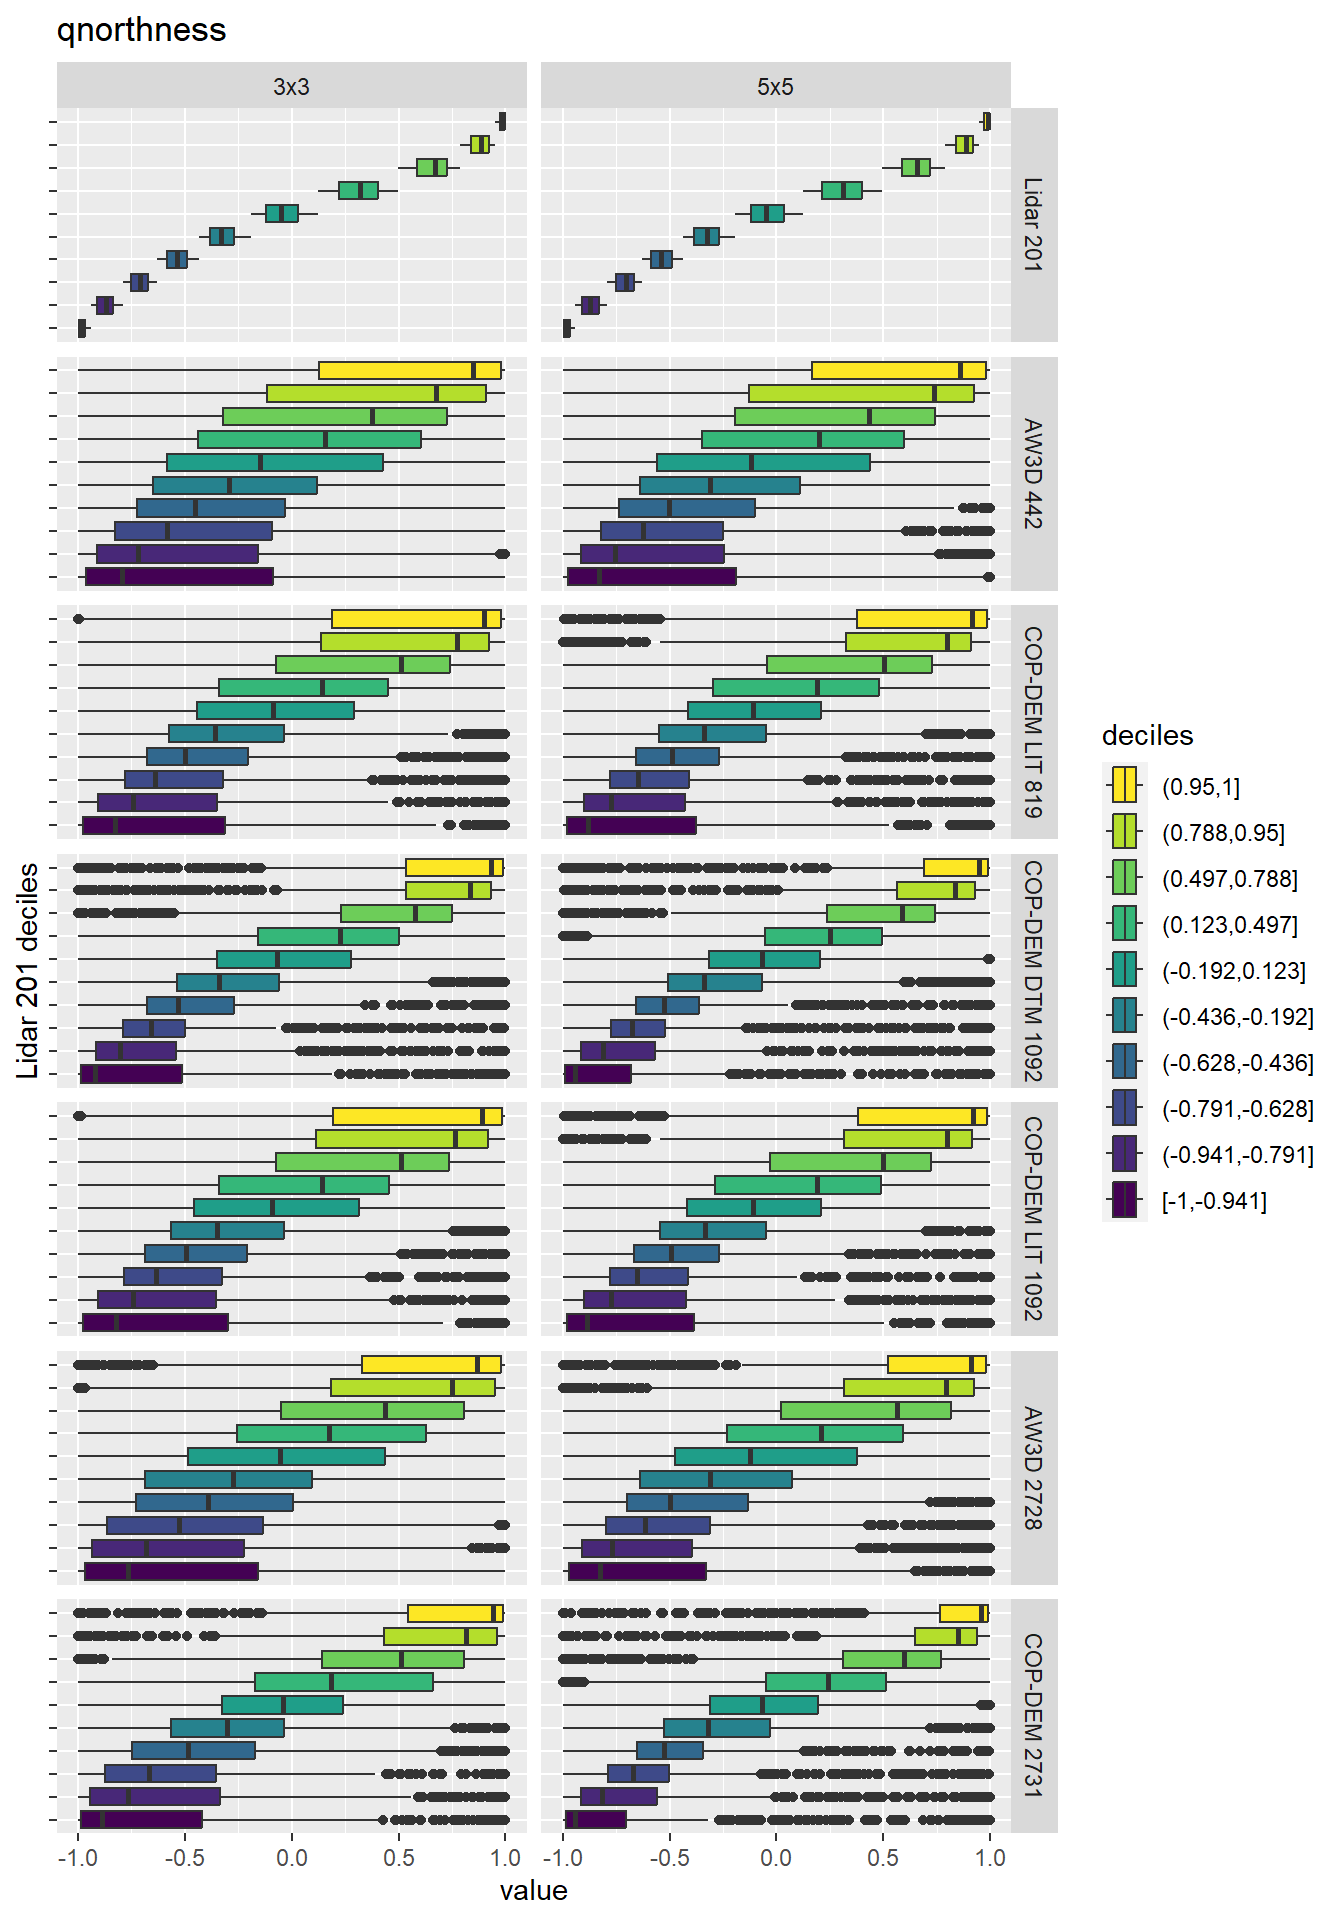 qnorthness
3x3
5x5
Lidar 201
AW3D 442
COP-DEM LIT 819
COP-DEM DTM 1092
COP-DEM LIT 1092
AW3D 2728
COP-DEM 2731
Lidar 201 deciles
-1.0 -0.5 0.0 0.5 1.0
-1.0 -0.5 0.0 0.5 1.0
value
deciles
(0.95,1]
(0.788,0.95]
(0.497,0.788]
(0.123,0.497]
(-0.192,0.123]
(-0.436,-0.192]
(-0.628,-0.436]
(-0.791,-0.628]
(-0.941,-0.791]
[-1,-0.941]